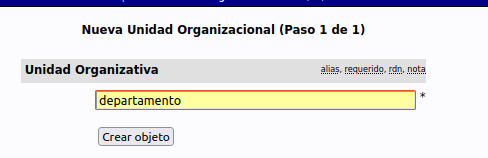 Nueva Unidad Organizacional (Paso 1 de 1)
Unidad Organizativa alias, requerido, rdn, nota
departamento *
Crear objeto